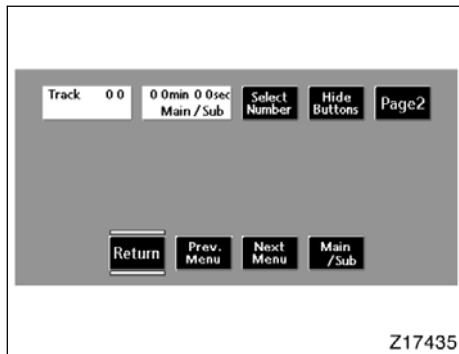 Track 0 0
0 0min 0 0sec
Main / Sub
Select
Number
Hide
Buttons
Page2
Return
Prev.
Menu
Next
Menu
Main
/Sub
Z17435